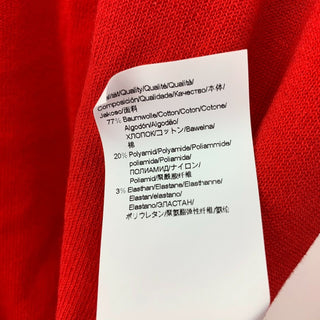 Quality/Qualité/Qualità/
Composición/Qualidade/Качество/本体/
Jakość/面料
77% Baumwolle/Cotton/Coton/Cotone/
Algodón/Algodão/
ХЛОПОК/コットン/Bawełna/
棉
20% Polyamid/Polyamide/Poliammide/
poliamida/Poliamida/
ПОЛИАМИД/ナイロン/
Poliamid/聚酰胺纤维
3% Elasthan/Elastane/Elasthanne/
Elastan/elastano/
Elastano/ЭЛАСТАН/
ポリウレタン/聚氨酯弹性纤维/氨纶